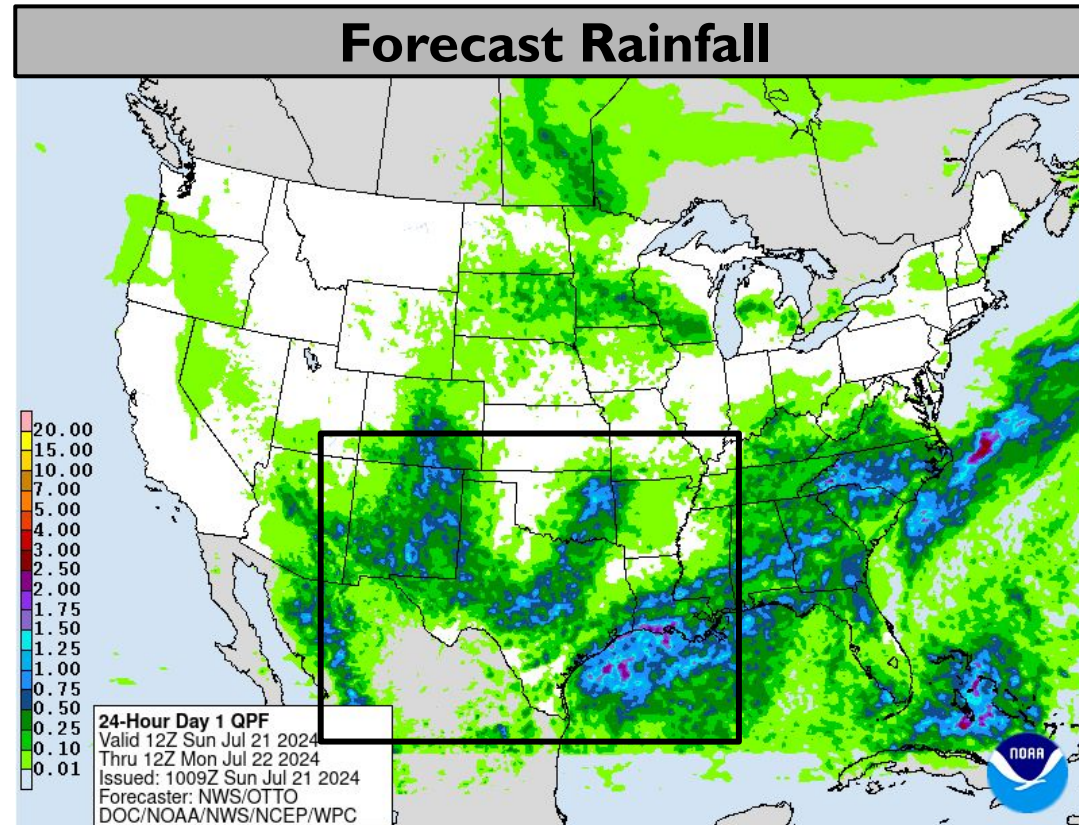 Forecast Rainfall
20.00
15.00
10.00
7.00
5.00
4.00
3.00
2.50
2.00
1.75
1.50
1.25
1.00
0.75
0.50
0.25
0.10
0.01
24-Hour Day 1 QPF
Valid 12Z Sun Jul 21 2024
Thru 12Z Mon Jul 22 2024
Issued: 1009Z Sun Jul 21 2024
Forecaster: NWS/OTTO
DOC/NOAA/NWS/NCEP/WPC
NOAA